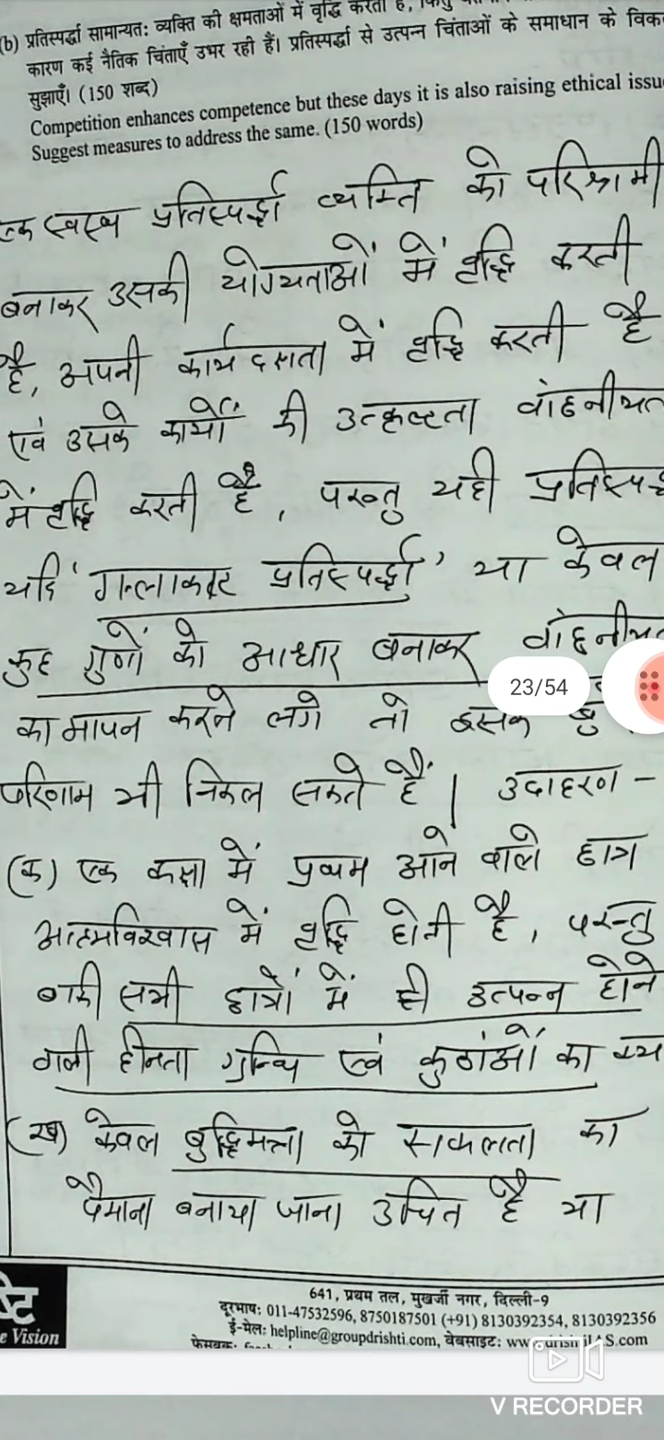 (b) प्रतिस्पर्द्धा सामान्यतः व्यक्ति की क्षमताओं में वृद्धि करती है,
कारण कई नैतिक चिंताएँ उभर रही हैं। प्रतिस्पर्द्धा से उत्पन्न चिंताओं के समाधान के
सुझाएँ। (150 शब्द)
Competition enhances competence but these days it is also raising ethical
Suggest measures to address the same. (150 words)
एक स्वस्थ प्रतिस्पर्द्धा व्यक्ति को परिश्रमी
बनाकर उसकी योग्यताओं में वृद्धि करती
है, अपनी कार्य दक्षता में वृद्धि करती है
एवं उसके कार्यों की उत्कृष्टता
में वृद्धि करती है, परन्तु यही
यदि 'गलाकाट प्रतिस्पर्द्धा' या केवल
कुछ गुणों को आधार बनाकर
का मापन करने लगे तो
परिणाम भी निकल सकते हैं। उदाहरण -
(क) एक कक्षा में प्रथम आने वाले छात्र
आत्मविश्वास में वृद्धि होती है, परन्तु
बाकी सभी छात्रों में ही उत्पन्न होने
वाली हीनता ग्रन्थि एवं कुठांओं का क्या
(ख) केवल बुद्धिमत्ता को सफलता का
पैमाना बनाया जाना उचित है या
23/54
641, प्रथम तल, मुखर्जी नगर, दिल्ली-9
दूरभाष: 011-47532596, 8750187501 (+91) 8130392354, 8130392356
ई-मेल: helpline@groupdrishti.com, वेबसाइट:
Vision
V RECORDER